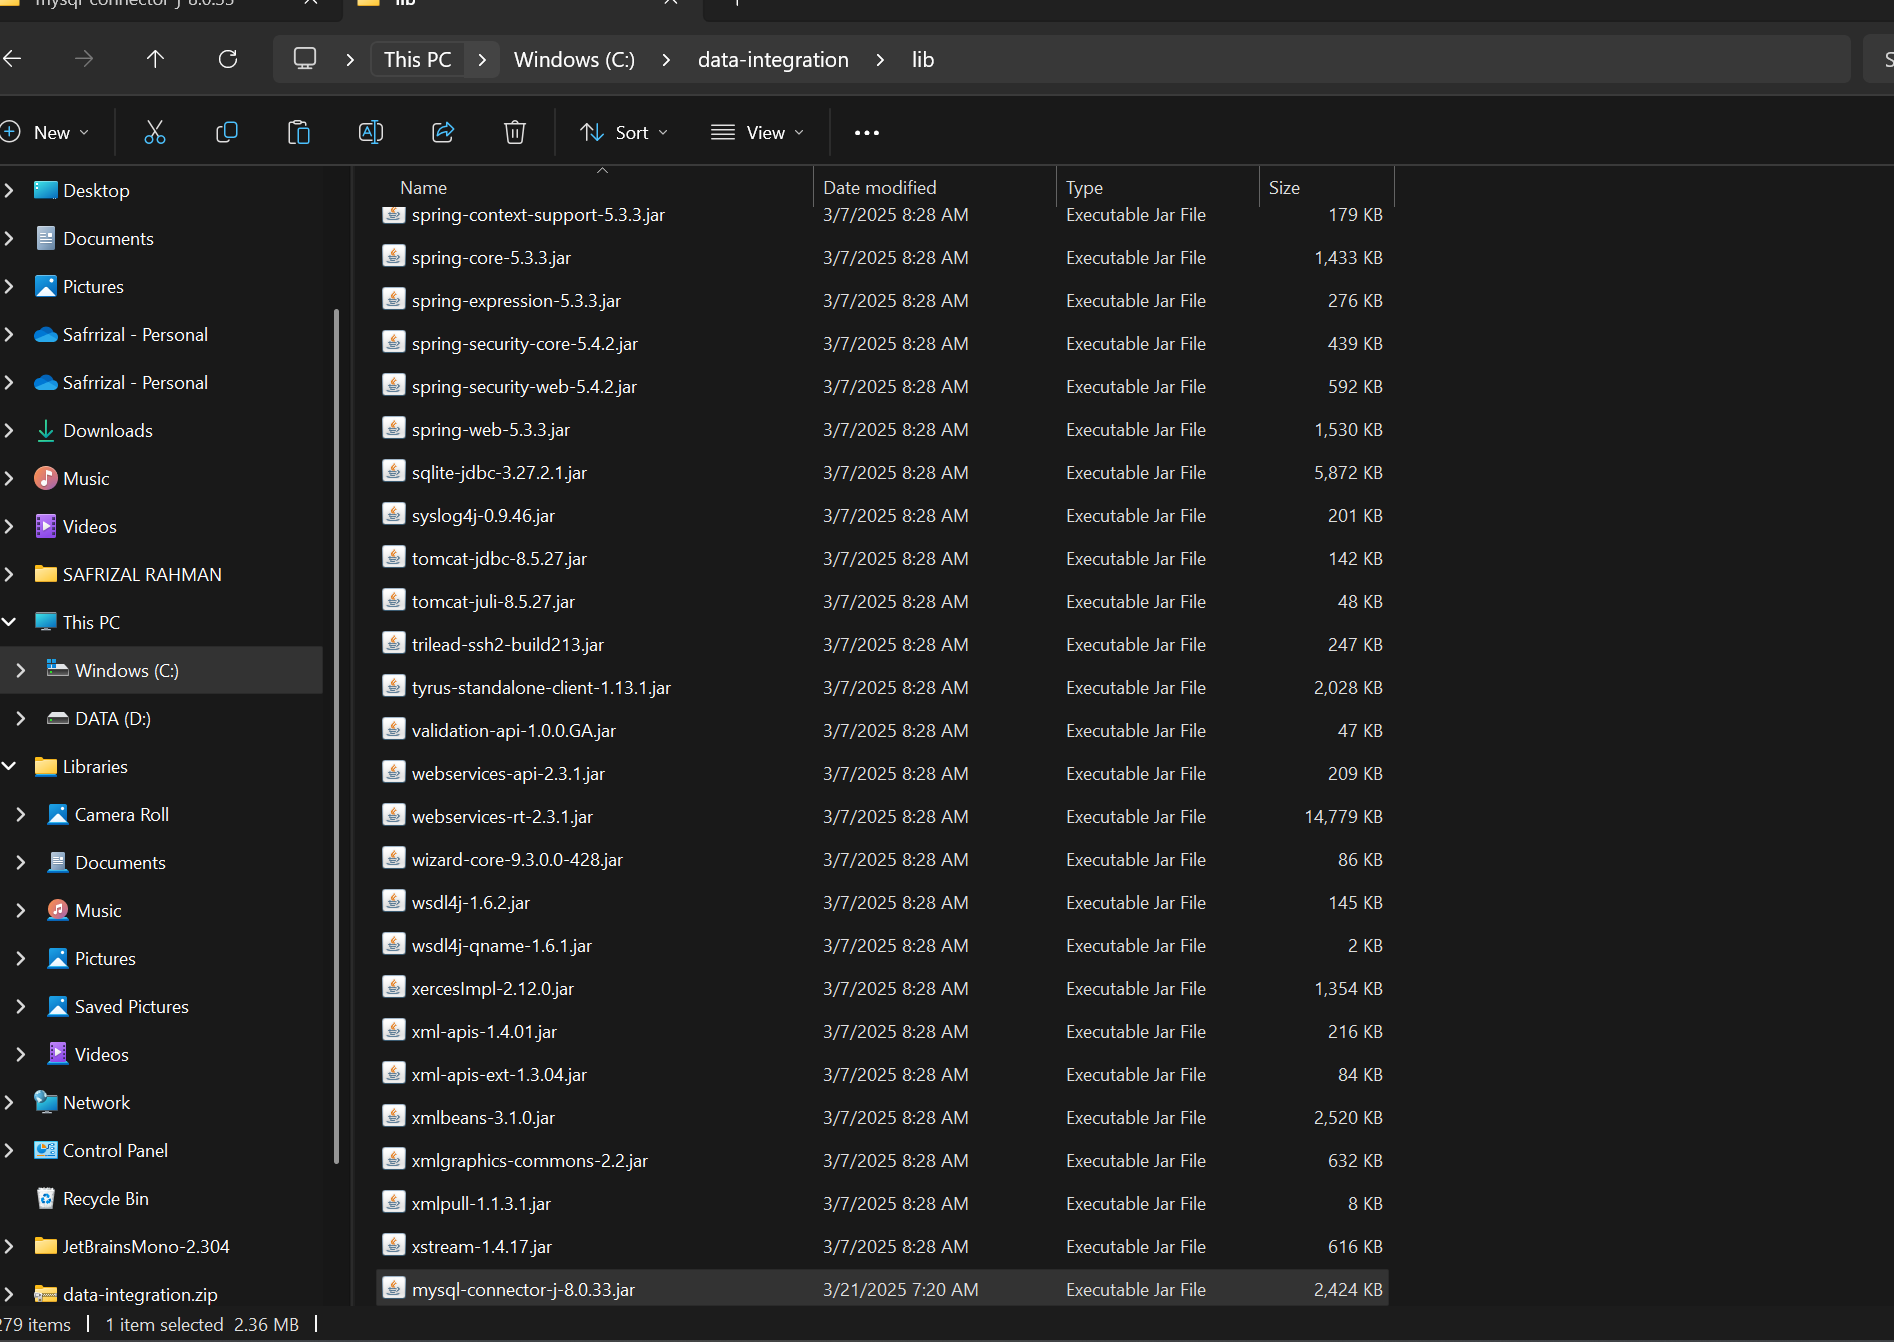 mysql-connector-j-8.0.33
lib
This PC
Windows (C:)
data-integration
lib
New
Sort
View
Desktop
Documents
Pictures
Safrrizal - Personal
Safrrizal - Personal
Downloads
Music
Videos
SAFRIZAL RAHMAN
This PC
Windows (C:)
DATA (D:)
Libraries
Camera Roll
Documents
Music
Pictures
Saved Pictures
Videos
Network
Control Panel
Recycle Bin
JetBrainsMono-2.304
data-integration.zip
Name Date modified Type Size
spring-context-support-5.3.3.jar 3/7/2025 8:28 AM Executable Jar File 179 KB
spring-core-5.3.3.jar 3/7/2025 8:28 AM Executable Jar File 1,433 KB
spring-expression-5.3.3.jar 3/7/2025 8:28 AM Executable Jar File 276 KB
spring-security-core-5.4.2.jar 3/7/2025 8:28 AM Executable Jar File 439 KB
spring-security-web-5.4.2.jar 3/7/2025 8:28 AM Executable Jar File 592 KB
spring-web-5.3.3.jar 3/7/2025 8:28 AM Executable Jar File 1,530 KB
sqlite-jdbc-3.27.2.1.jar 3/7/2025 8:28 AM Executable Jar File 5,872 KB
syslog4j-0.9.46.jar 3/7/2025 8:28 AM Executable Jar File 201 KB
tomcat-jdbc-8.5.27.jar 3/7/2025 8:28 AM Executable Jar File 142 KB
tomcat-juli-8.5.27.jar 3/7/2025 8:28 AM Executable Jar File 48 KB
trilead-ssh2-build213.jar 3/7/2025 8:28 AM Executable Jar File 247 KB
tyrus-standalone-client-1.13.1.jar 3/7/2025 8:28 AM Executable Jar File 2,028 KB
validation-api-1.0.0.GA.jar 3/7/2025 8:28 AM Executable Jar File 47 KB
webservices-api-2.3.1.jar 3/7/2025 8:28 AM Executable Jar File 209 KB
webservices-rt-2.3.1.jar 3/7/2025 8:28 AM Executable Jar File 14,779 KB
wizard-core-9.3.0.0-428.jar 3/7/2025 8:28 AM Executable Jar File 86 KB
wsdl4j-1.6.2.jar 3/7/2025 8:28 AM Executable Jar File 145 KB
wsdl4j-qname-1.6.1.jar 3/7/2025 8:28 AM Executable Jar File 2 KB
xercesImpl-2.12.0.jar 3/7/2025 8:28 AM Executable Jar File 1,354 KB
xml-apis-1.4.01.jar 3/7/2025 8:28 AM Executable Jar File 216 KB
xml-apis-ext-1.3.04.jar 3/7/2025 8:28 AM Executable Jar File 84 KB
xmlbeans-3.1.0.jar 3/7/2025 8:28 AM Executable Jar File 2,520 KB
xmlgraphics-commons-2.2.jar 3/7/2025 8:28 AM Executable Jar File 632 KB
xmlpull-1.1.3.1.jar 3/7/2025 8:28 AM Executable Jar File 8 KB
xstream-1.4.17.jar 3/7/2025 8:28 AM Executable Jar File 616 KB
mysql-connector-j-8.0.33.jar 3/21/2025 7:20 AM Executable Jar File 2,424 KB
279 items 1 item selected 2.36 MB